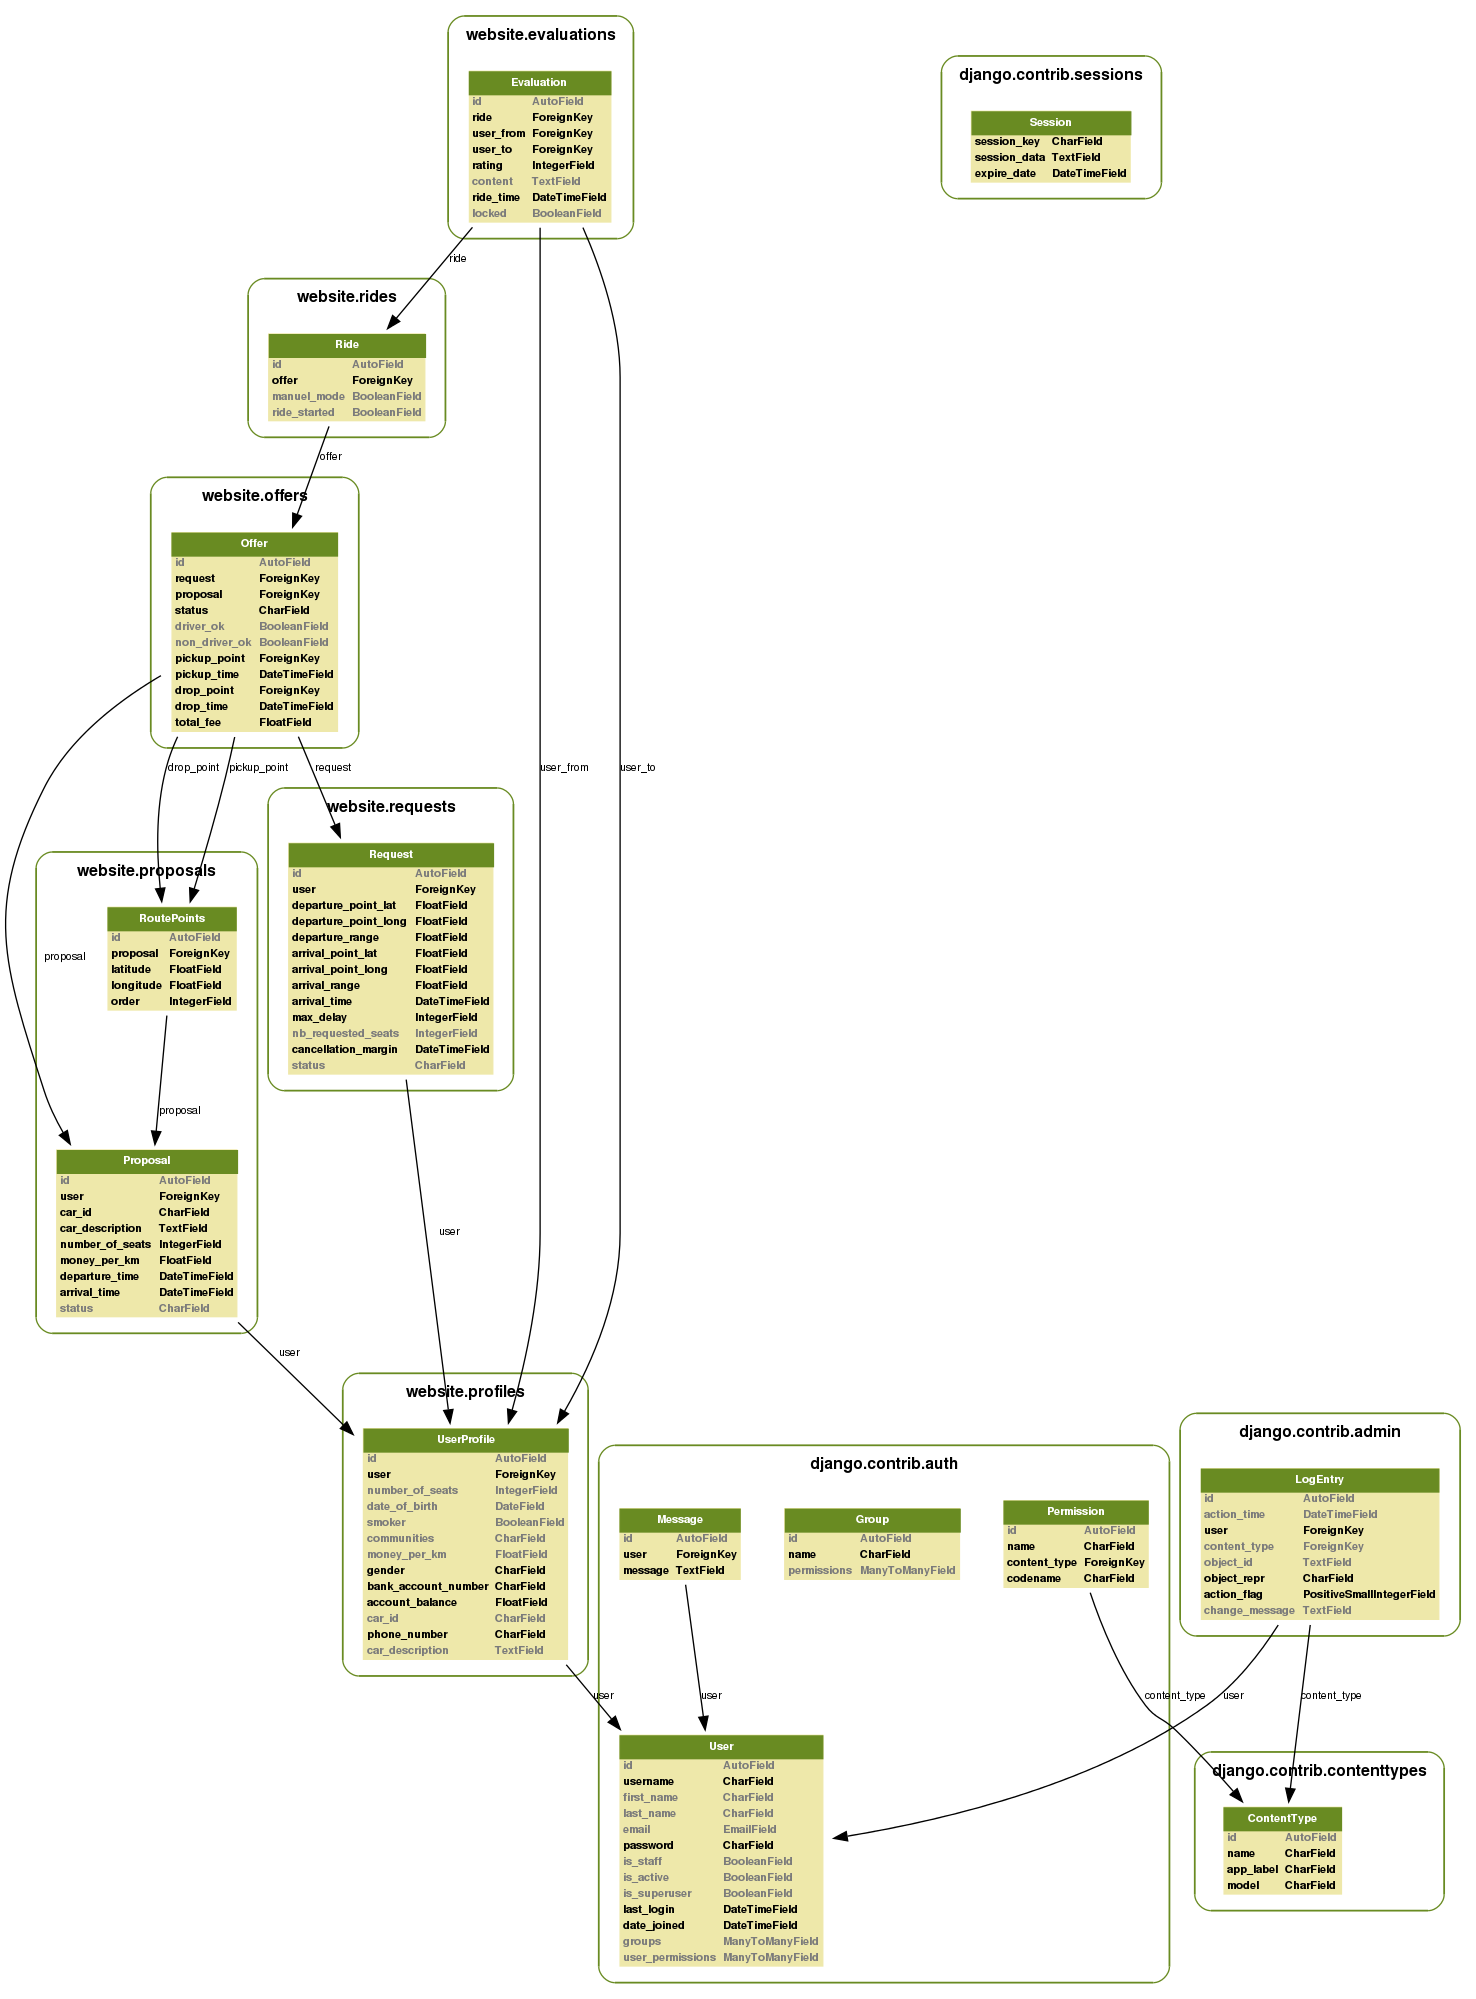 website.evaluations
Evaluation
id AutoField
ride ForeignKey
user_from ForeignKey
user_to ForeignKey
rating IntegerField
content TextField
ride_time DateTimeField
locked BooleanField
django.contrib.sessions
Session
session_key CharField
session_data TextField
expire_date DateTimeField
ride
website.rides
Ride
id AutoField
offer ForeignKey
manuel_mode BooleanField
ride_started BooleanField
offer
website.offers
Offer
id AutoField
request ForeignKey
proposal ForeignKey
status CharField
driver_ok BooleanField
non_driver_ok BooleanField
pickup_point ForeignKey
pickup_time DateTimeField
drop_point ForeignKey
drop_time DateTimeField
total_fee FloatField
drop_point
pickup_point
request
user_from
user_to
website.requests
Request
id AutoField
user ForeignKey
departure_point_lat FloatField
departure_point_long FloatField
departure_range FloatField
arrival_point_lat FloatField
arrival_point_long FloatField
arrival_range FloatField
arrival_time DateTimeField
max_delay IntegerField
nb_requested_seats IntegerField
cancellation_margin DateTimeField
status CharField
website.proposals
RoutePoints
id AutoField
proposal ForeignKey
latitude FloatField
longitude FloatField
order IntegerField
proposal
proposal
Proposal
id AutoField
user ForeignKey
car_id CharField
car_description TextField
number_of_seats IntegerField
money_per_km FloatField
departure_time DateTimeField
arrival_time DateTimeField
status CharField
user
user
website.profiles
UserProfile
id AutoField
user ForeignKey
number_of_seats IntegerField
date_of_birth DateField
smoker BooleanField
communities CharField
money_per_km FloatField
gender CharField
bank_account_number CharField
account_balance FloatField
car_id CharField
phone_number CharField
car_description TextField
django.contrib.auth
Message
id AutoField
user ForeignKey
message TextField
Group
id AutoField
name CharField
permissions ManyToManyField
Permission
id AutoField
name CharField
content_type ForeignKey
codename CharField
django.contrib.admin
LogEntry
id AutoField
action_time DateTimeField
user ForeignKey
content_type ForeignKey
object_id TextField
object_repr CharField
action_flag PositiveSmallIntegerField
change_message TextField
user
user
content_type
user
content_type
User
id AutoField
username CharField
first_name CharField
last_name CharField
email EmailField
password CharField
is_staff BooleanField
is_active BooleanField
is_superuser BooleanField
last_login DateTimeField
date_joined DateTimeField
groups ManyToManyField
user_permissions ManyToManyField
django.contrib.contenttypes
ContentType
id AutoField
name CharField
app_label CharField
model CharField